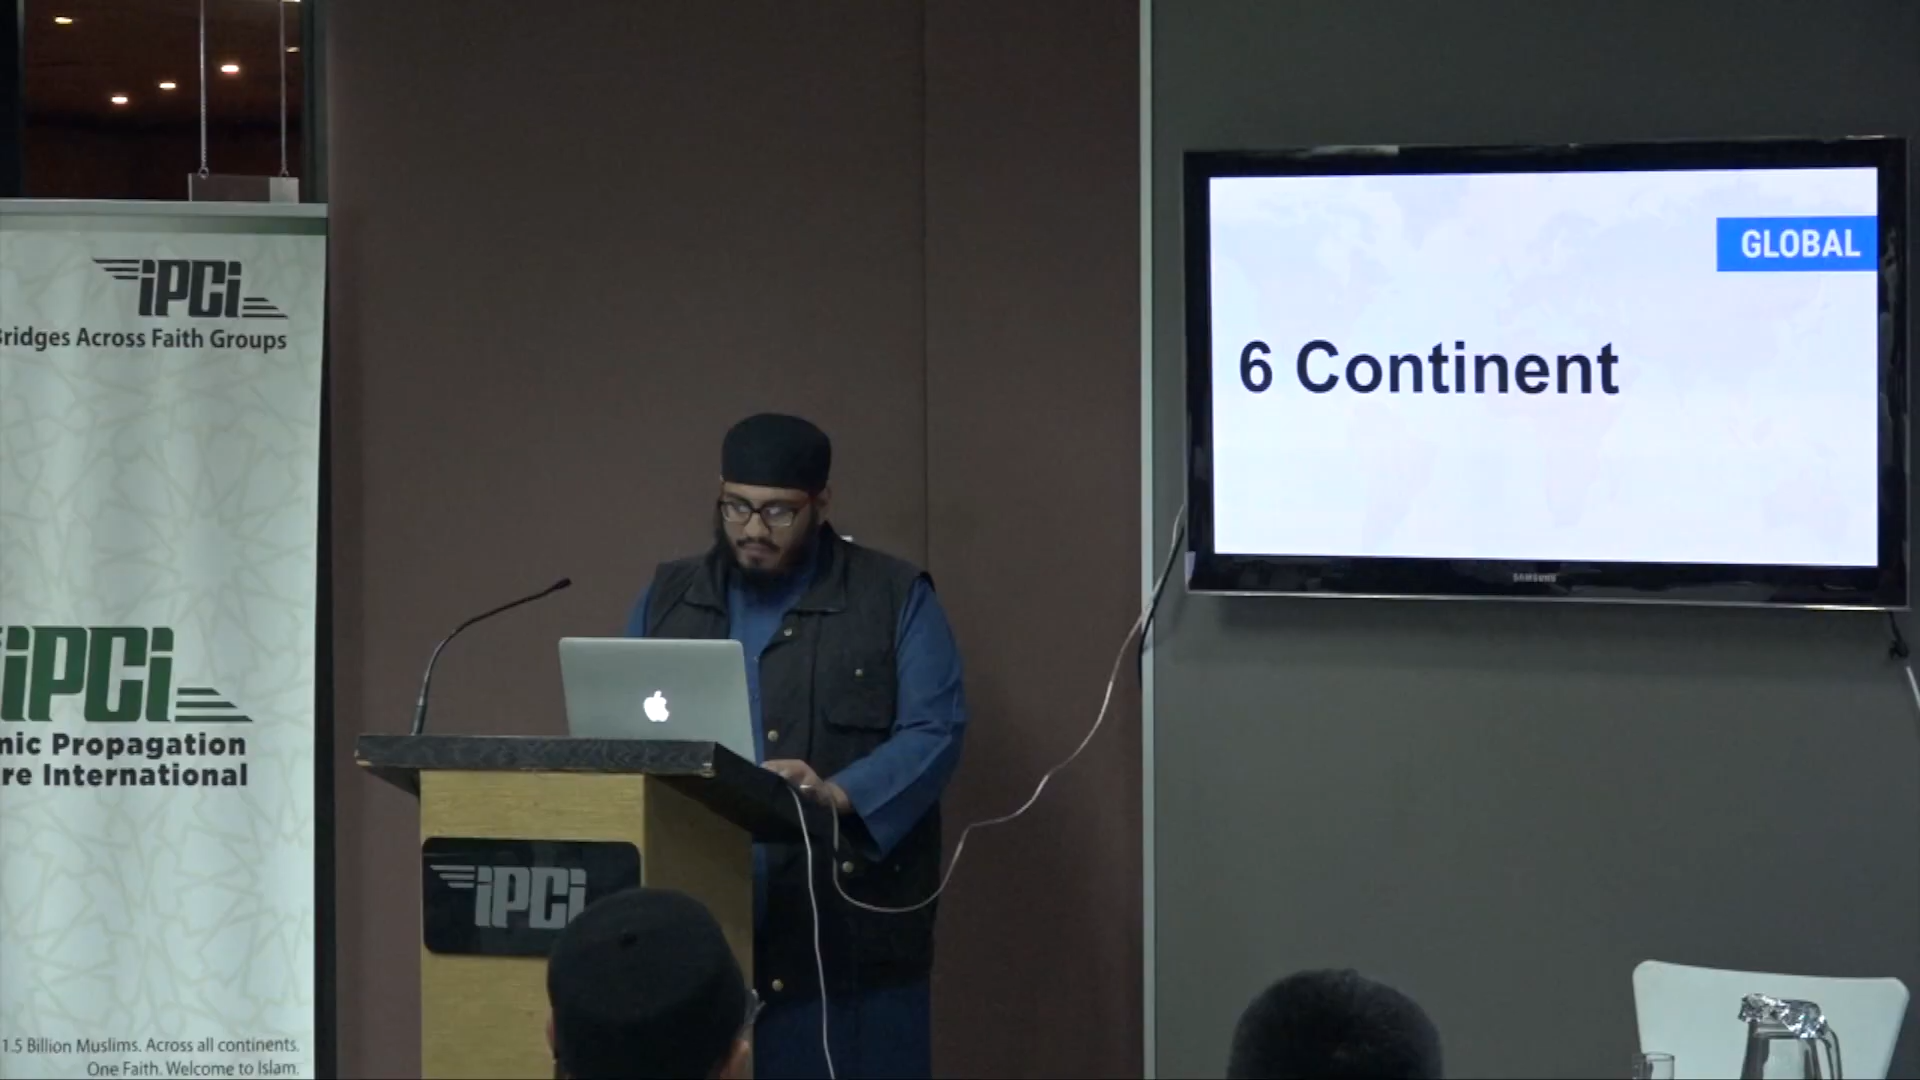 iPCi
Bridges Across Faith Groups
iPCi
mic Propagation
re International
1.5 Billion Muslims. Across all continents.
One Faith. Welcome to Islam.
iPCi
GLOBAL
6 Continent
SAMSUNG